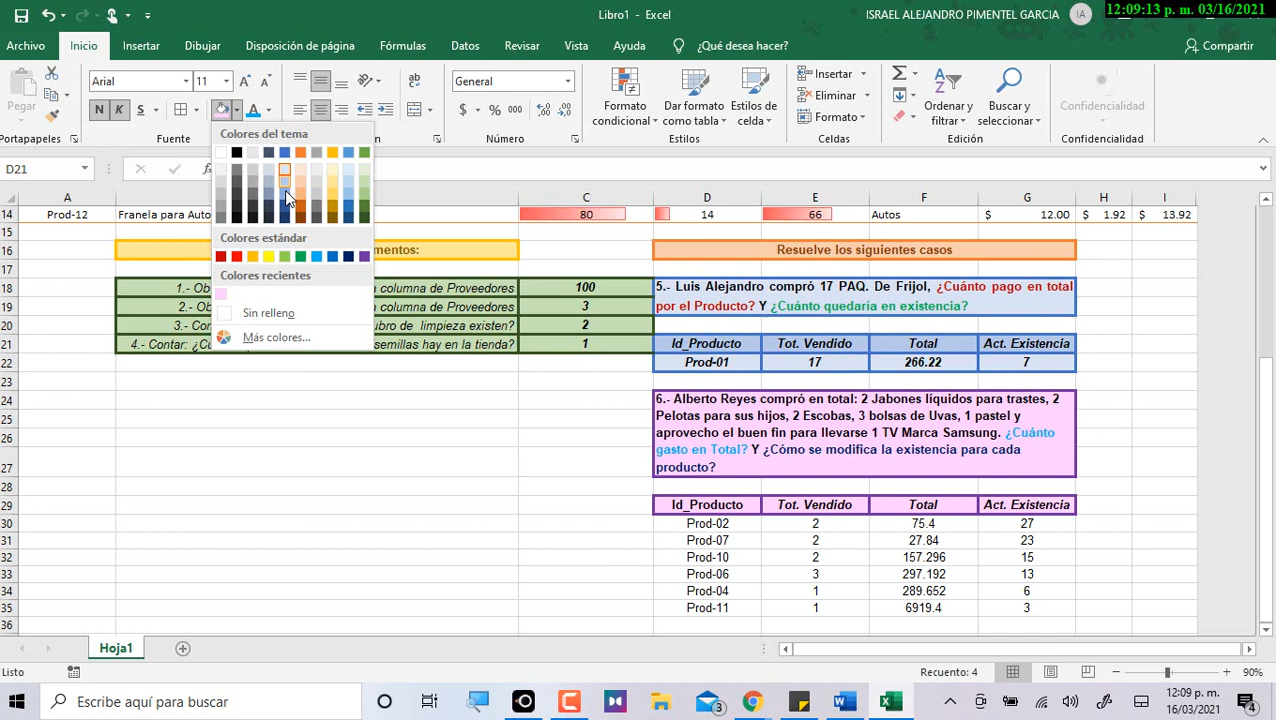 Libro1 - Excel
ISRAEL ALEJANDRO PIMENTEL GARCIA
IA
12:09:13 p. m. 03/16/2021
Archivo
Inicio
Insertar
Dibujar
Disposición de página
Fórmulas
Datos
Revisar
Vista
Ayuda
¿Qué desea hacer?
Compartir
Pegar
Arial
11
N K S
General
$ % 000
Formato condicional
Dar formato como tabla
Estilos de celda
Insertar
Eliminar
Formato
Ordenar y filtrar
Buscar y seleccionar
Confidencialidad
Portapapeles
Fuente
Número
Estilos
Celdas
Edición
Confidencialidad
Colores del tema
Colores estándar
Colores recientes
Sin relleno
Más colores...
D21
A C D E F G H I
14 Prod-12 Franela para Auto 80 14 66 Autos $ 12.00 $ 1.92 $ 13.92
15
16 mentos: Resuelve los siguientes casos
17
18 1.- Ob columna de Proveedores 100
5.- Luis Alejandro compró 17 PAQ. De Frijol, ¿Cuánto pago en total
por el Producto? Y ¿Cuánto quedaria en existencia?
19 2.- Ob columna de Proveedores 3
20 3.- Con ubro de limpieza existen? 2
21 4.- Contar: ¿Cu semillas hay en la tienda? 1 Id_Producto Tot. Vendido Total Act. Existencia
22 Prod-01 17 266.22 7
23
24 6.- Alberto Reyes compró en total: 2 Jabones líquidos para trastes, 2
25 Pelotas para sus hijos, 2 Escobas, 3 bolsas de Uvas, 1 pastel y
26 aprovecho el buen fin para llevarse 1 TV Marca Samsung. ¿Cuánto
gasto en Total? Y ¿Cómo se modifica la existencia para cada
27 producto?
28
29 Id_Producto Tot. Vendido Total Act. Existencia
30 Prod-02 2 75.4 27
31 Prod-07 2 27.84 23
32 Prod-10 2 157.296 15
33 Prod-06 3 297.192 13
34 Prod-04 1 289.652 6
35 Prod-11 1 6919.4 3
36
Hoja1
Listo
Recuento: 4
90%
Escribe aquí para buscar
3
12:09 p. m.
16/03/2021
4